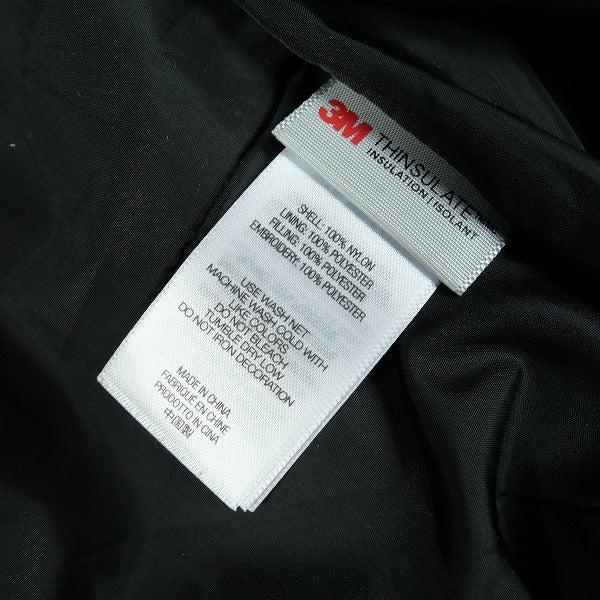 3M THINSULATE™
INSULATION | ISOLANT
SHELL: 100% NYLON
LINING: 100% POLYESTER
FILLING: 100% POLYESTER
EMBROIDERY: 100% POLYESTER
USE WASH NET
MACHINE WASH COLD WITH
LIKE COLORS
DO NOT BLEACH
TUMBLE DRY LOW
DO NOT IRON DECORATION
MADE IN CHINA
FABRIQUÉ EN CHINE
PRODOTTO IN CINA
中国製